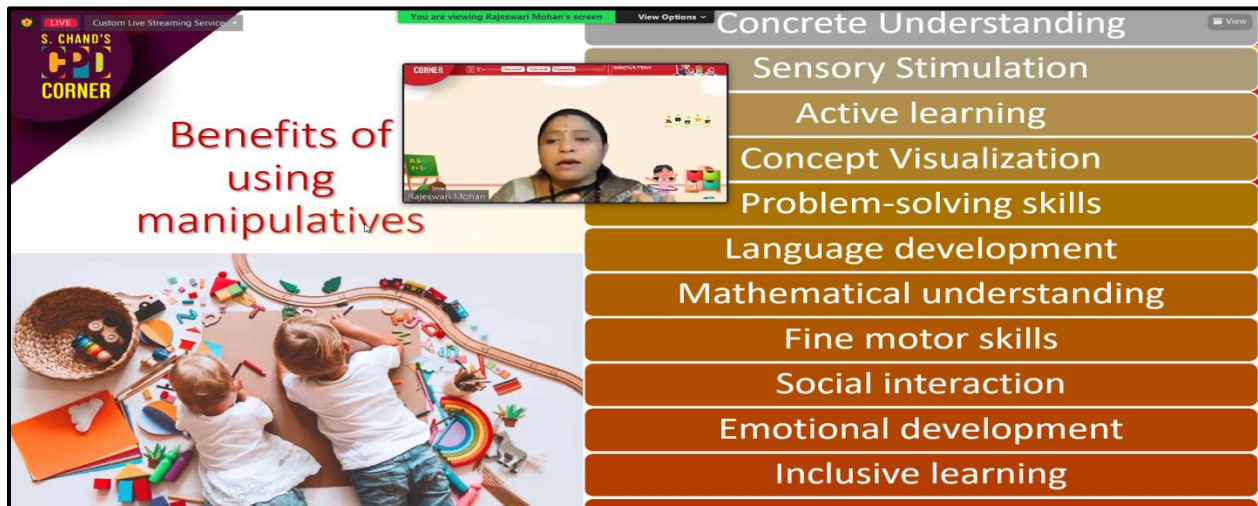 LIVE
Custom Live Streaming Service
You are viewing Rajeswari Mohan's screen
View Options
View
S. CHAND'S
CPD
CORNER
Benefits of
using
manipulatives
CORNER
Rajeswari Mohan
Concrete Understanding
Sensory Stimulation
Active learning
Concept Visualization
Problem-solving skills
Language development
Mathematical understanding
Fine motor skills
Social interaction
Emotional development
Inclusive learning